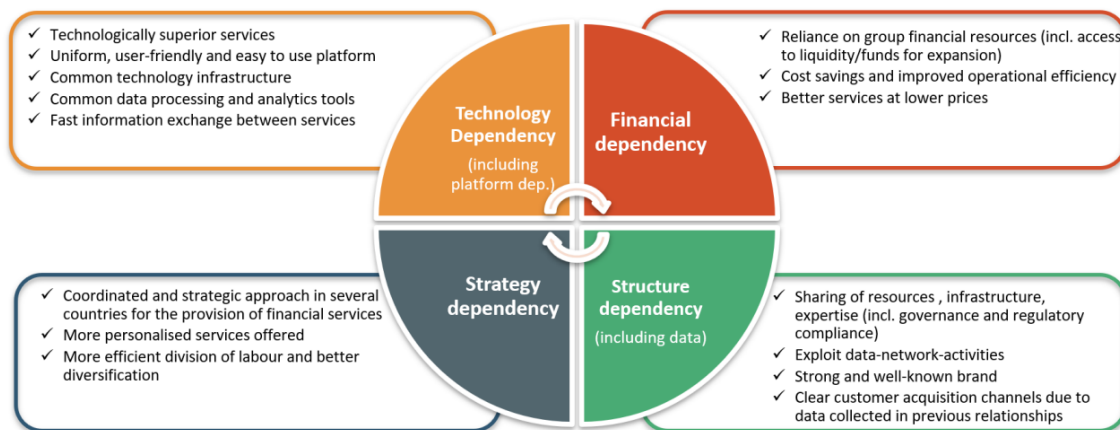 ✓ Technologically superior services
✓ Uniform, user-friendly and easy to use platform
✓ Common technology infrastructure
✓ Common data processing and analytics tools
✓ Fast information exchange between services
Technology
Dependency
(including
platform dep.)
Financial
dependency
✓ Reliance on group financial resources (incl. access
to liquidity/funds for expansion)
✓ Cost savings and improved operational efficiency
✓ Better services at lower prices
✓ Coordinated and strategic approach in several
countries for the provision of financial services
✓ More personalised services offered
✓ More efficient division of labour and better
diversification
Strategy
dependency
Structure
dependency
(including data)
✓ Sharing of resources , infrastructure,
expertise (incl. governance and regulatory
compliance)
✓ Exploit data-network-activities
✓ Strong and well-known brand
✓ Clear customer acquisition channels due to
data collected in previous relationships